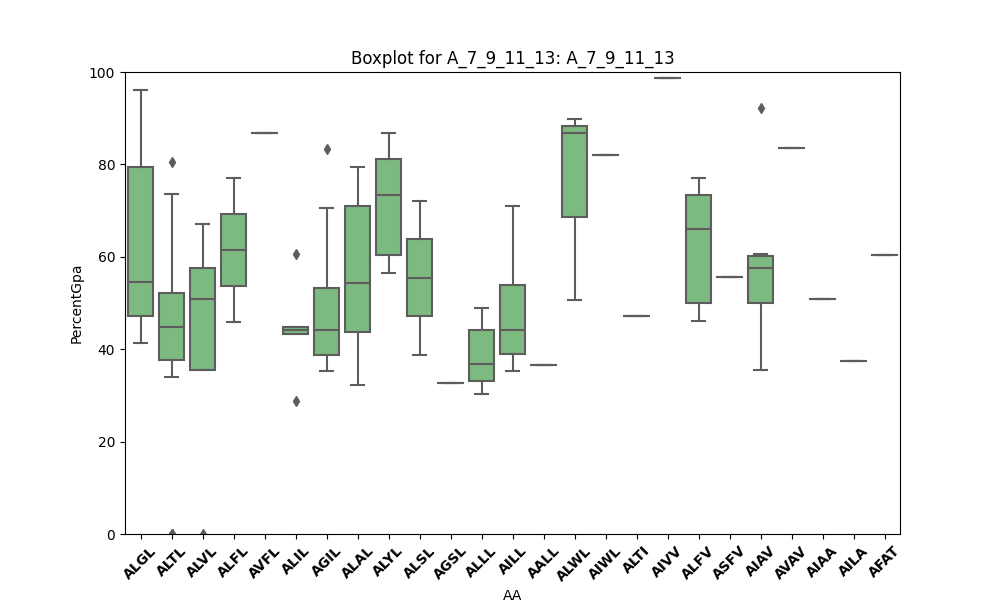 Boxplot for A_7_9_11_13: A_7_9_11_13
100
80
60
40
20
0
PercentGpa
ALGL
ALTL
ALVL
ALFL
AVFL
ALIL
AGIL
ALAL
ALYL
ALSL
AGSL
ALLL
AILL
AALL
ALWL
AIWL
ALTI
AIVV
ALFV
ASFV
AIAV
AVAV
AIAA
AILA
AFAT
AA